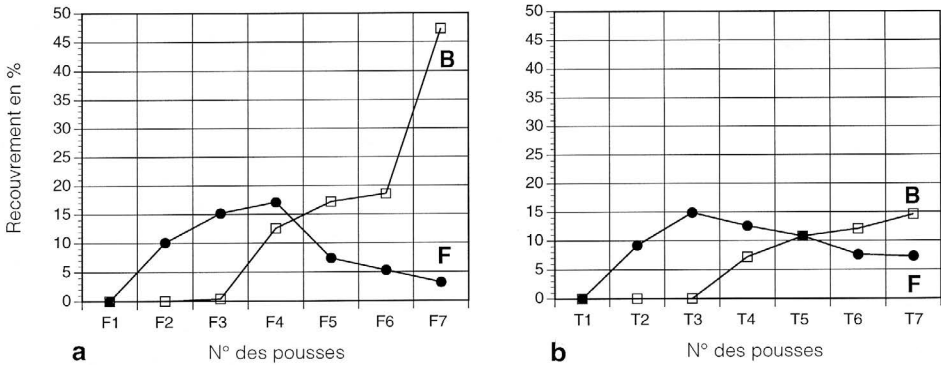 Recouvrement en %
50
45
40
35
30
25
20
15
10
5
0
B
F
F1 F2 F3 F4 F5 F6 F7
a N° des pousses
50
45
40
35
30
25
20
15
10
5
0
B
F
T1 T2 T3 T4 T5 T6 T7
b N° des pousses